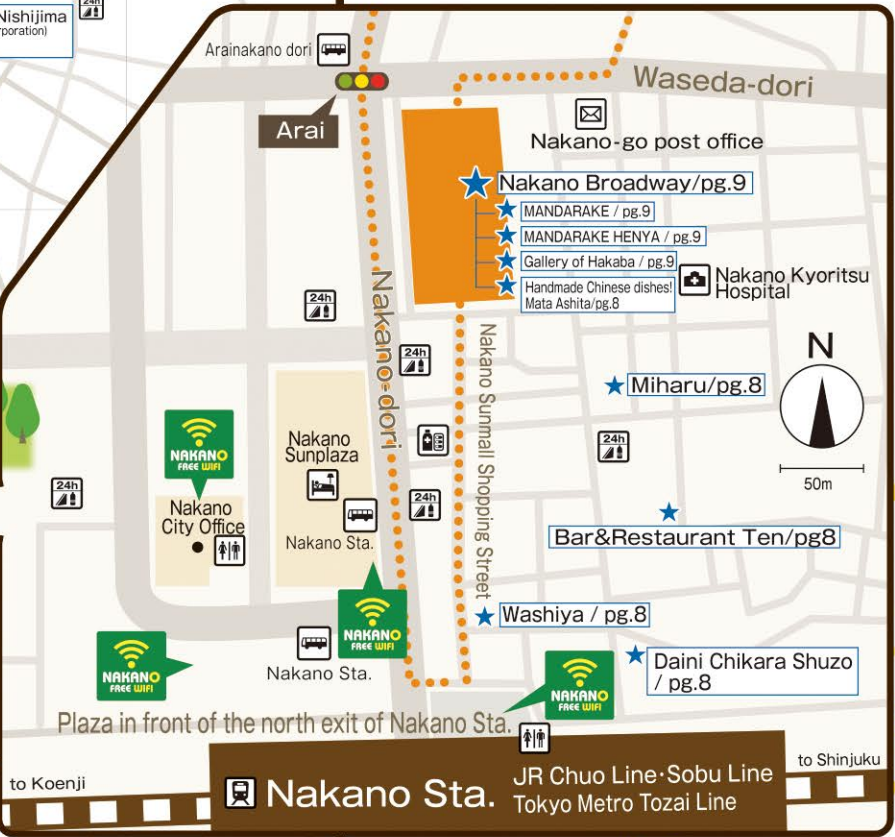 Nishijima
24h
Arainakano dori
Waseda-dori
Arai
Nakano-go post office
Nakano Broadway/pg.9
MANDARAKE / pg.9
MANDARAKE HENYA / pg.9
Gallery of Hakaba / pg.9
Handmade Chinese dishes!
Mata Ashita/pg.8
Nakano Kyoritsu
Hospital
24h
Nakano-dori
Nakano Sunmall Shopping Street
24h
N
50m
Miharu/pg.8
NAKANO
FREE WIFI
Nakano
Sunplaza
24h
24h
Nakano
City Office
24h
Nakano Sta.
Bar&Restaurant Ten/pg8
NAKANO
FREE WIFI
Washiya / pg.8
NAKANO
FREE WIFI
Nakano Sta.
NAKANO
FREE WIFI
Daini Chikara Shuzo
/ pg.8
Plaza in front of the north exit of Nakano Sta.
to Koenji
Nakano Sta.
JR Chuo Line·Sobu Line
Tokyo Metro Tozai Line
to Shinjuku